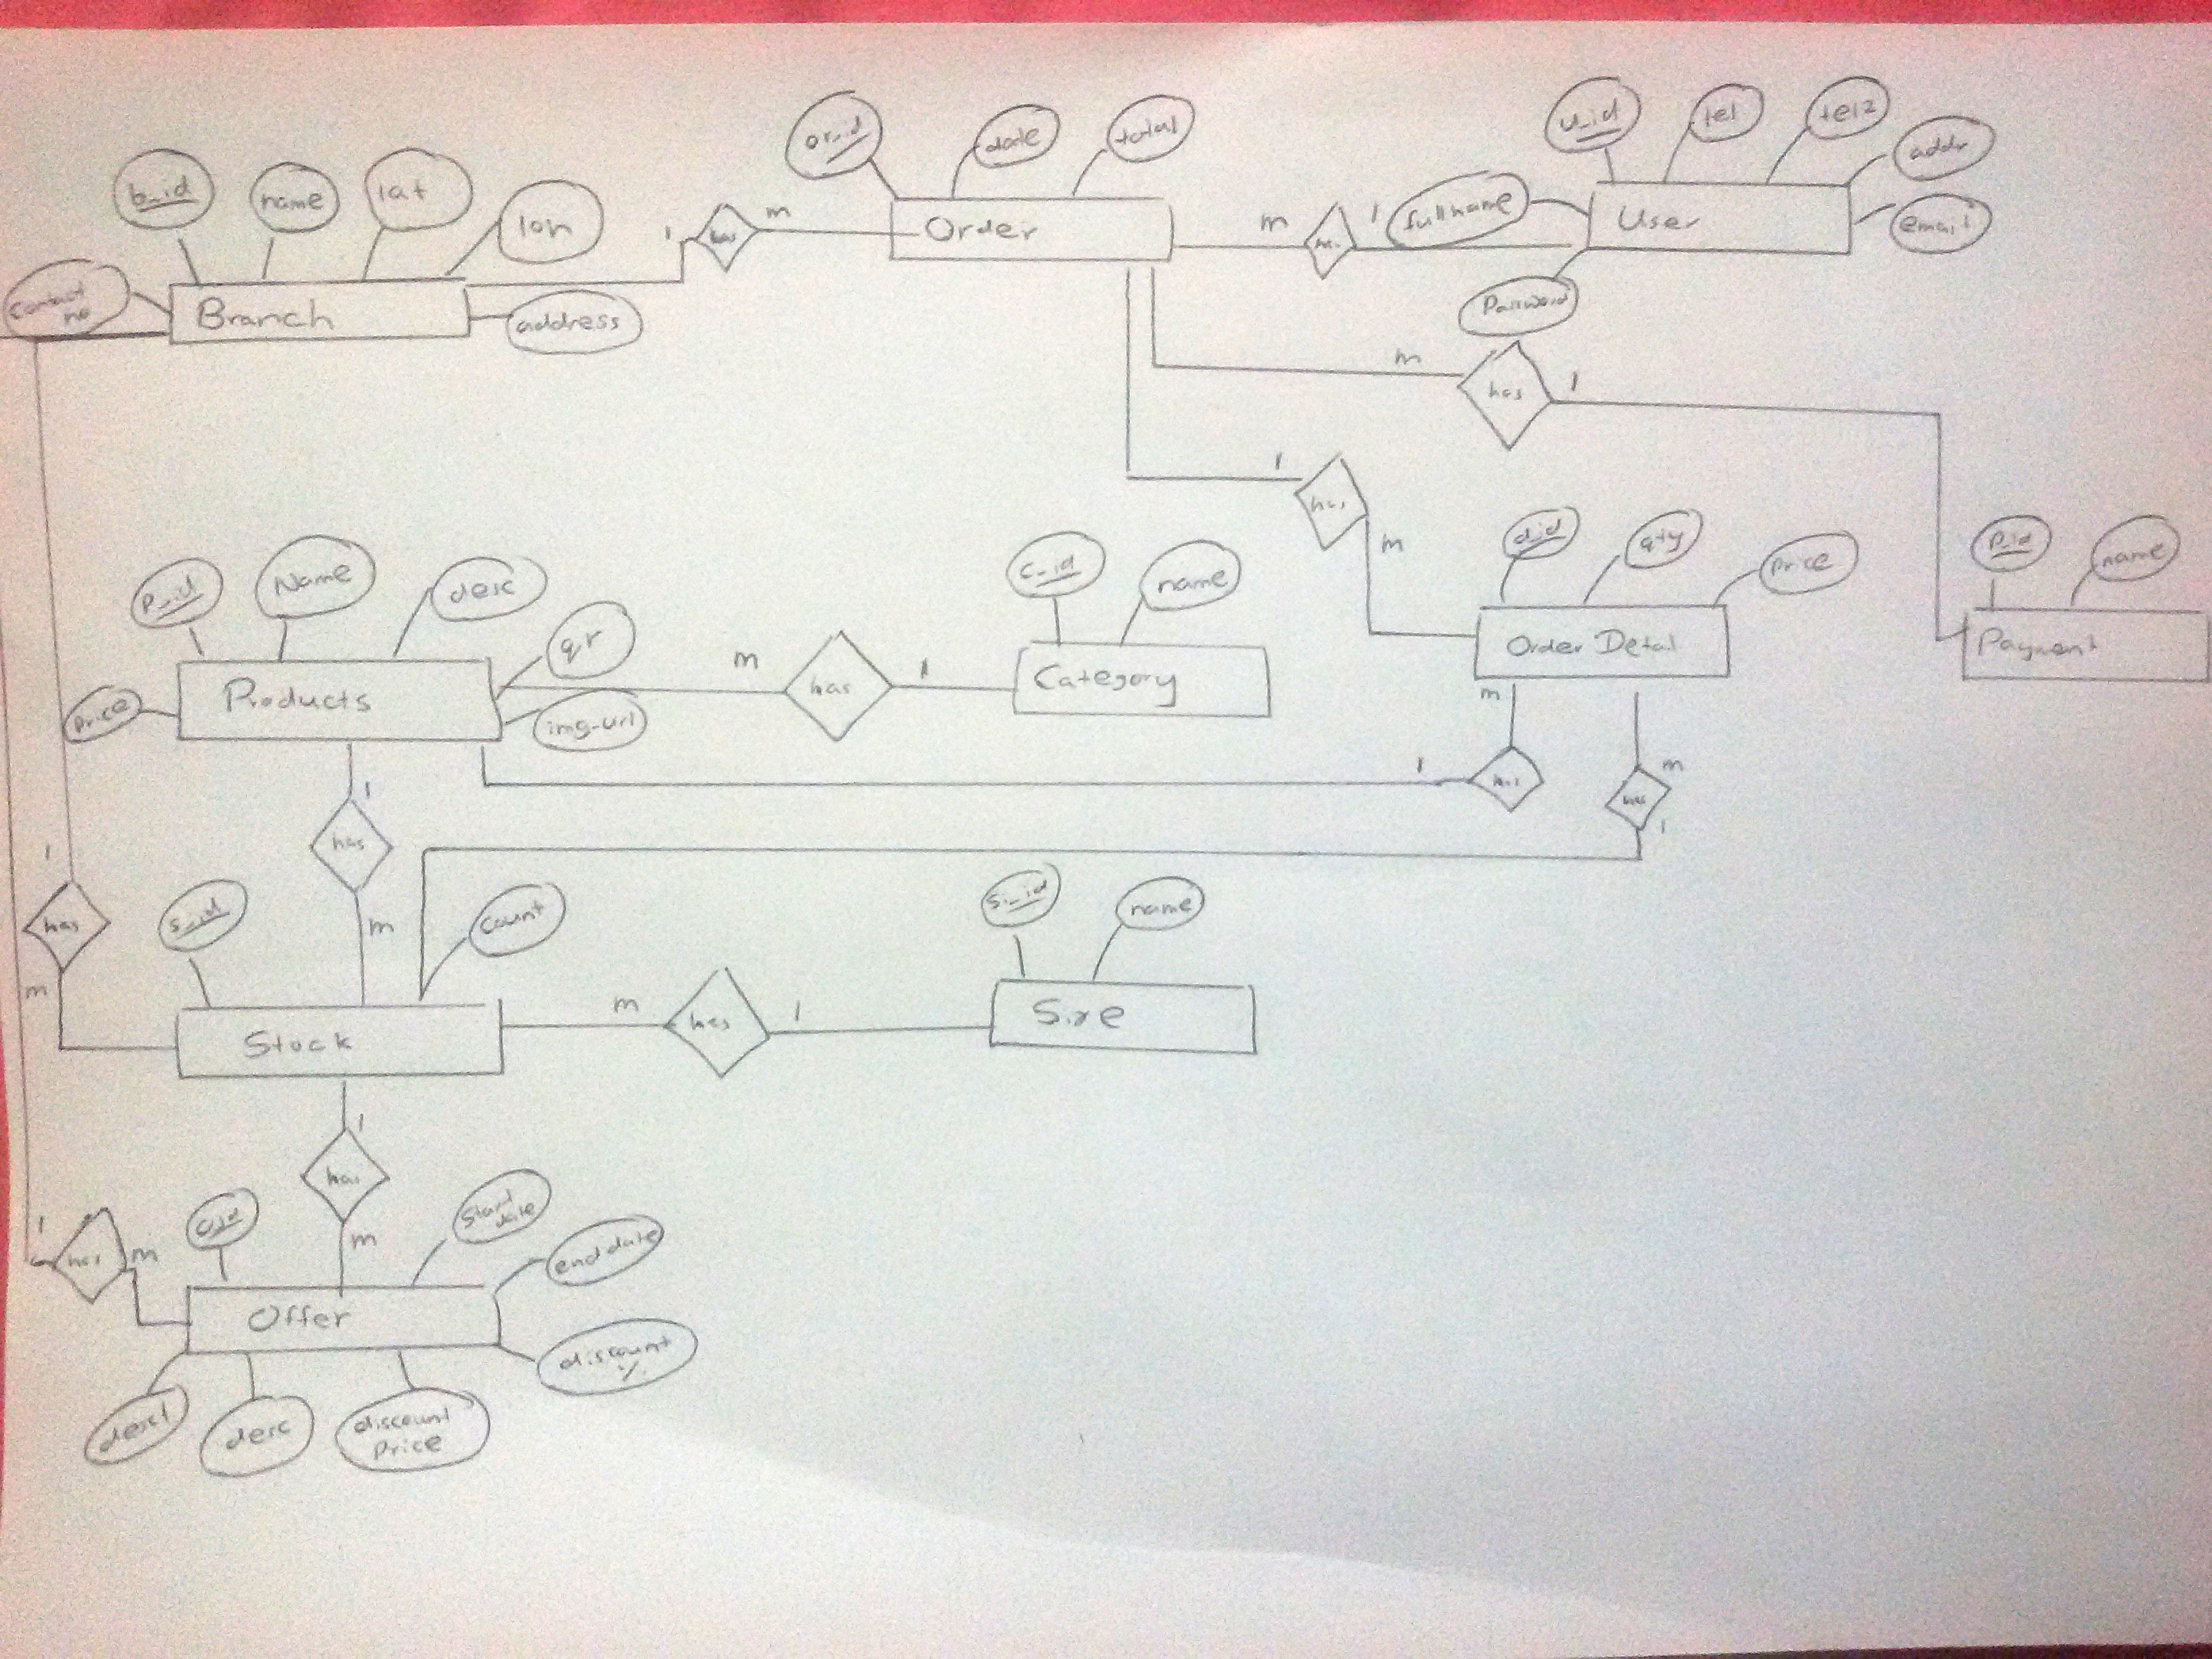 or_id
date
total
u_id
tel
tel2
addr
email
fullname
Password
User
Order
m
1
has
m
1
b_id
name
lat
lon
contact
no
Branch
address
m
has
1
1
has
m
d_id
qty
price
Order Detal
p_id
name
Payment
p_id
Name
desc
qr
img-url
price
Products
m
has
1
c_id
name
Category
m
1
has
m
has
1
1
has
m
1
has
m
s_id
count
Stock
m
has
1
s_id
name
Size
1
has
m
1
has
m
start
date
end date
discount
%
Offer
desc1
desc
discount
price